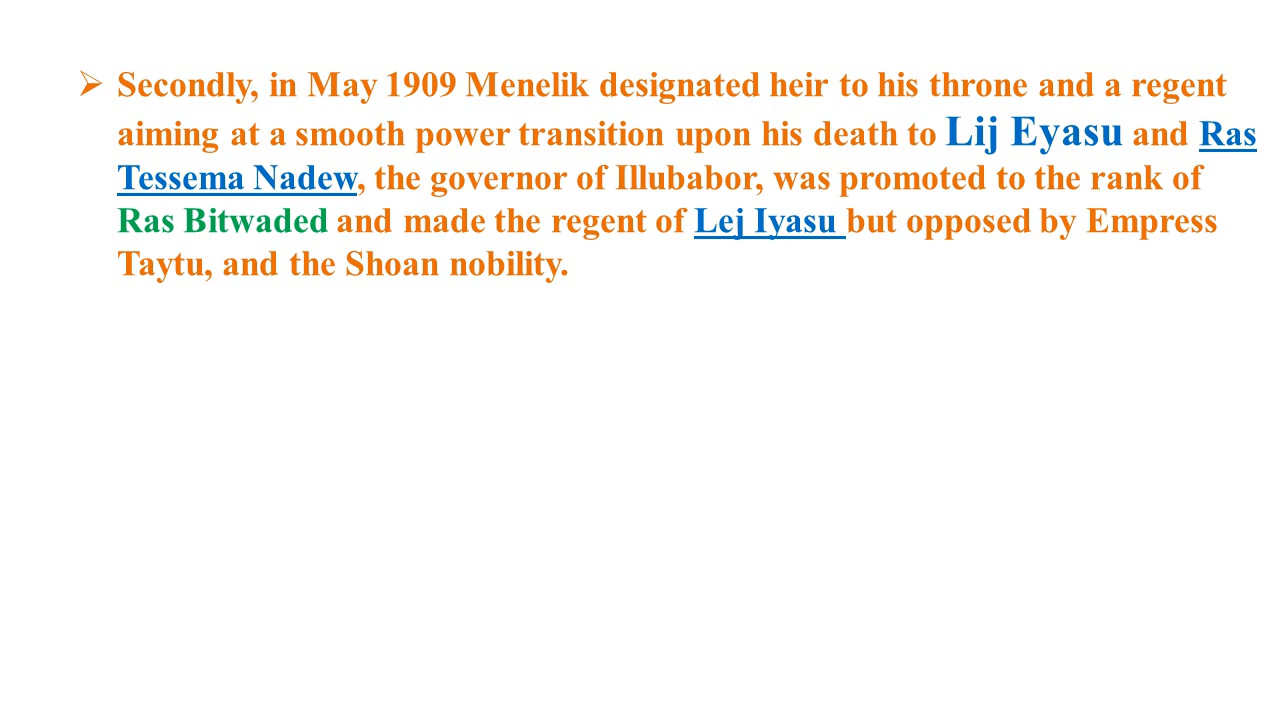 ➢ Secondly, in May 1909 Menelik designated heir to his throne and a regent
aiming at a smooth power transition upon his death to Lij Eyasu and Ras
Tessema Nadew, the governor of Illubabor, was promoted to the rank of
Ras Bitwaded and made the regent of Lej Iyasu but opposed by Empress
Taytu, and the Shoan nobility.